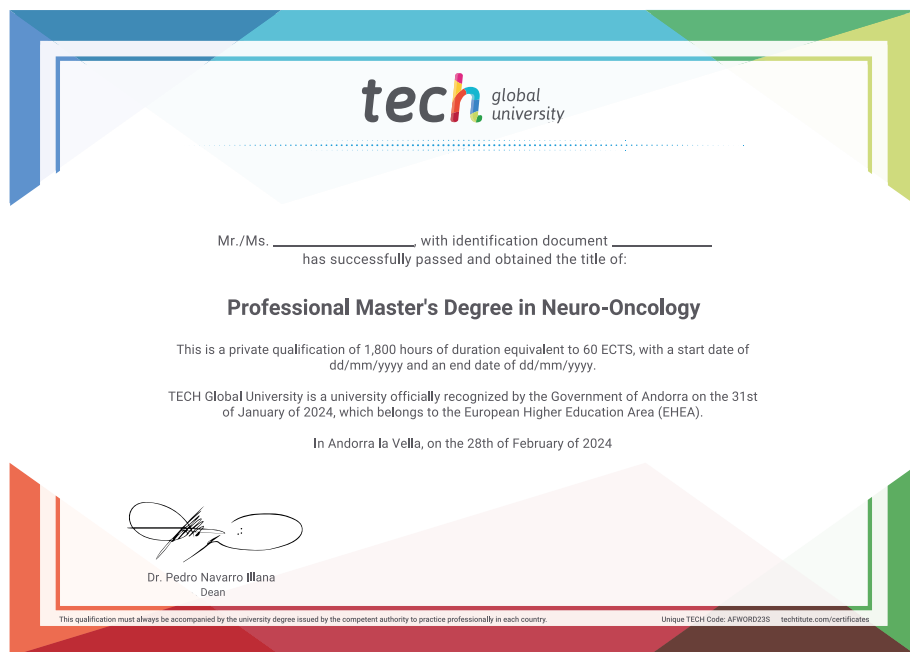 tech global
university
Mr./Ms. ________________, with identification document ____________
has successfully passed and obtained the title of:
Professional Master's Degree in Neuro-Oncology
This is a private qualification of 1,800 hours of duration equivalent to 60 ECTS, with a start date of
dd/mm/yyyy and an end date of dd/mm/yyyy.
TECH Global University is a university officially recognized by the Government of Andorra on the 31st
of January of 2024, which belongs to the European Higher Education Area (EHEA).
In Andorra la Vella, on the 28th of February of 2024
Dr. Pedro Navarro Illana
Dean
This qualification must always be accompanied by the university degree issued by the competent authority to practice professionally in each country. Unique TECH Code: AFWORD23S techtitute.com/certificates